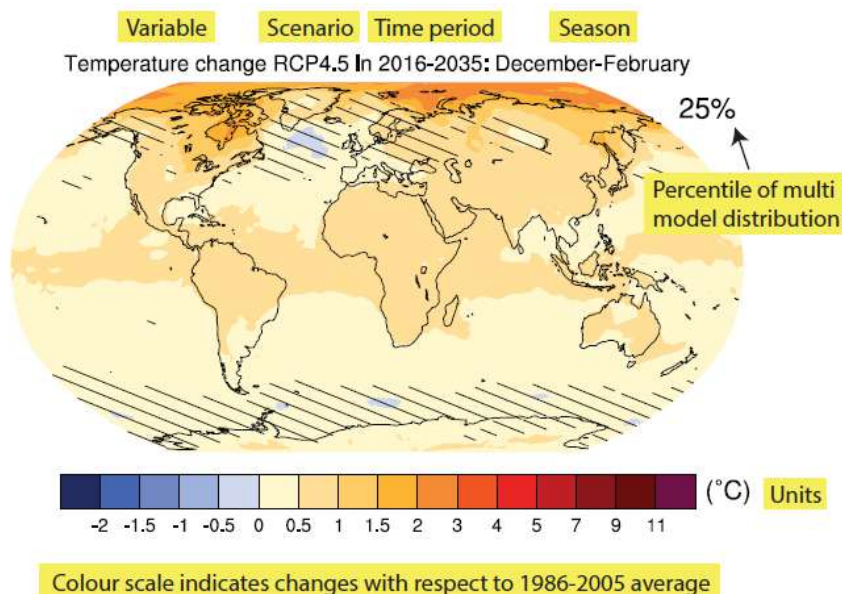 Variable Scenario Time period Season
Temperature change RCP4.5 In 2016-2035: December-February
25%
Percentile of multi
model distribution
-2 -1.5 -1 -0.5 0 0.5 1 1.5 2 3 4 5 7 9 11
(°C) Units
Colour scale indicates changes with respect to 1986-2005 average